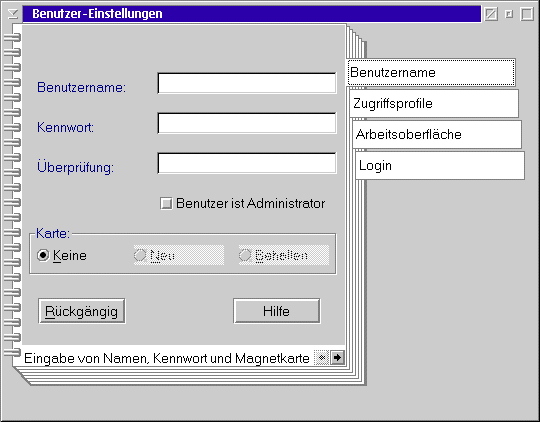 Benutzer-Einstellungen
Benutzername:
Kennwort:
Überprüfung:
Benutzer ist Administrator
Karte:
Keine
Neu
Behalten
Rückgängig
Hilfe
Eingabe von Namen, Kennwort und Magnetkarte
Benutzername
Zugriffsprofile
Arbeitsoberfläche
Login